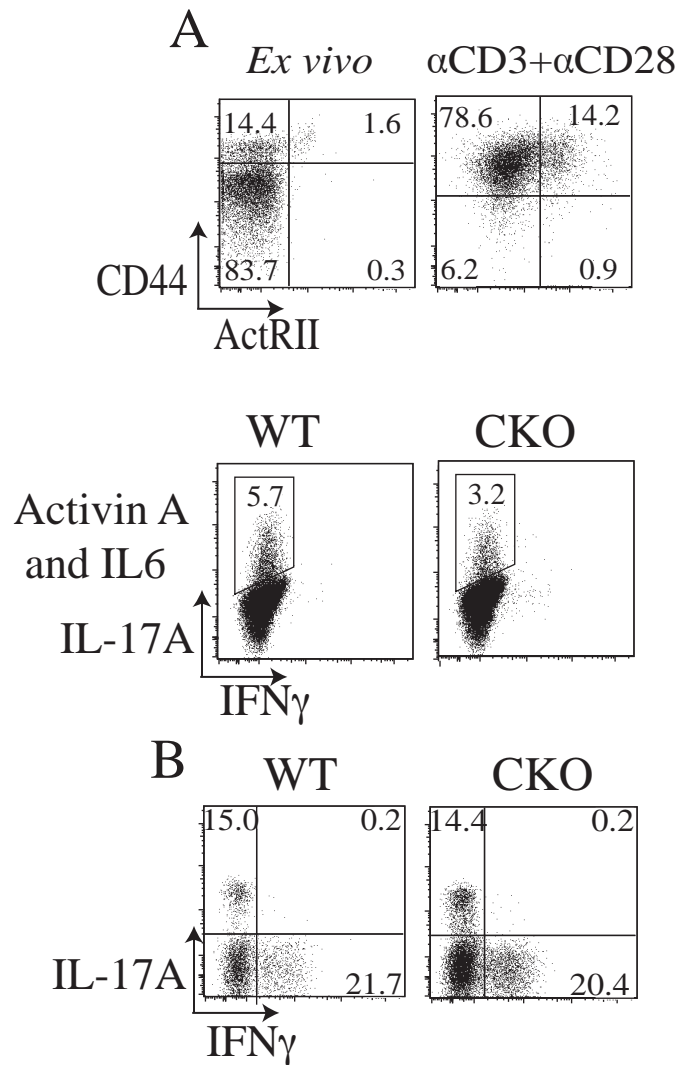 A
Ex vivo
αCD3+αCD28
14.4
1.6
83.7
0.3
78.6
14.2
6.2
0.9
CD44
ActRII
WT
CKO
Activin A
and IL6
5.7
3.2
IL-17A
IFNγ
B
WT
CKO
15.0
0.2
21.7
14.4
0.2
20.4
IL-17A
IFNγ